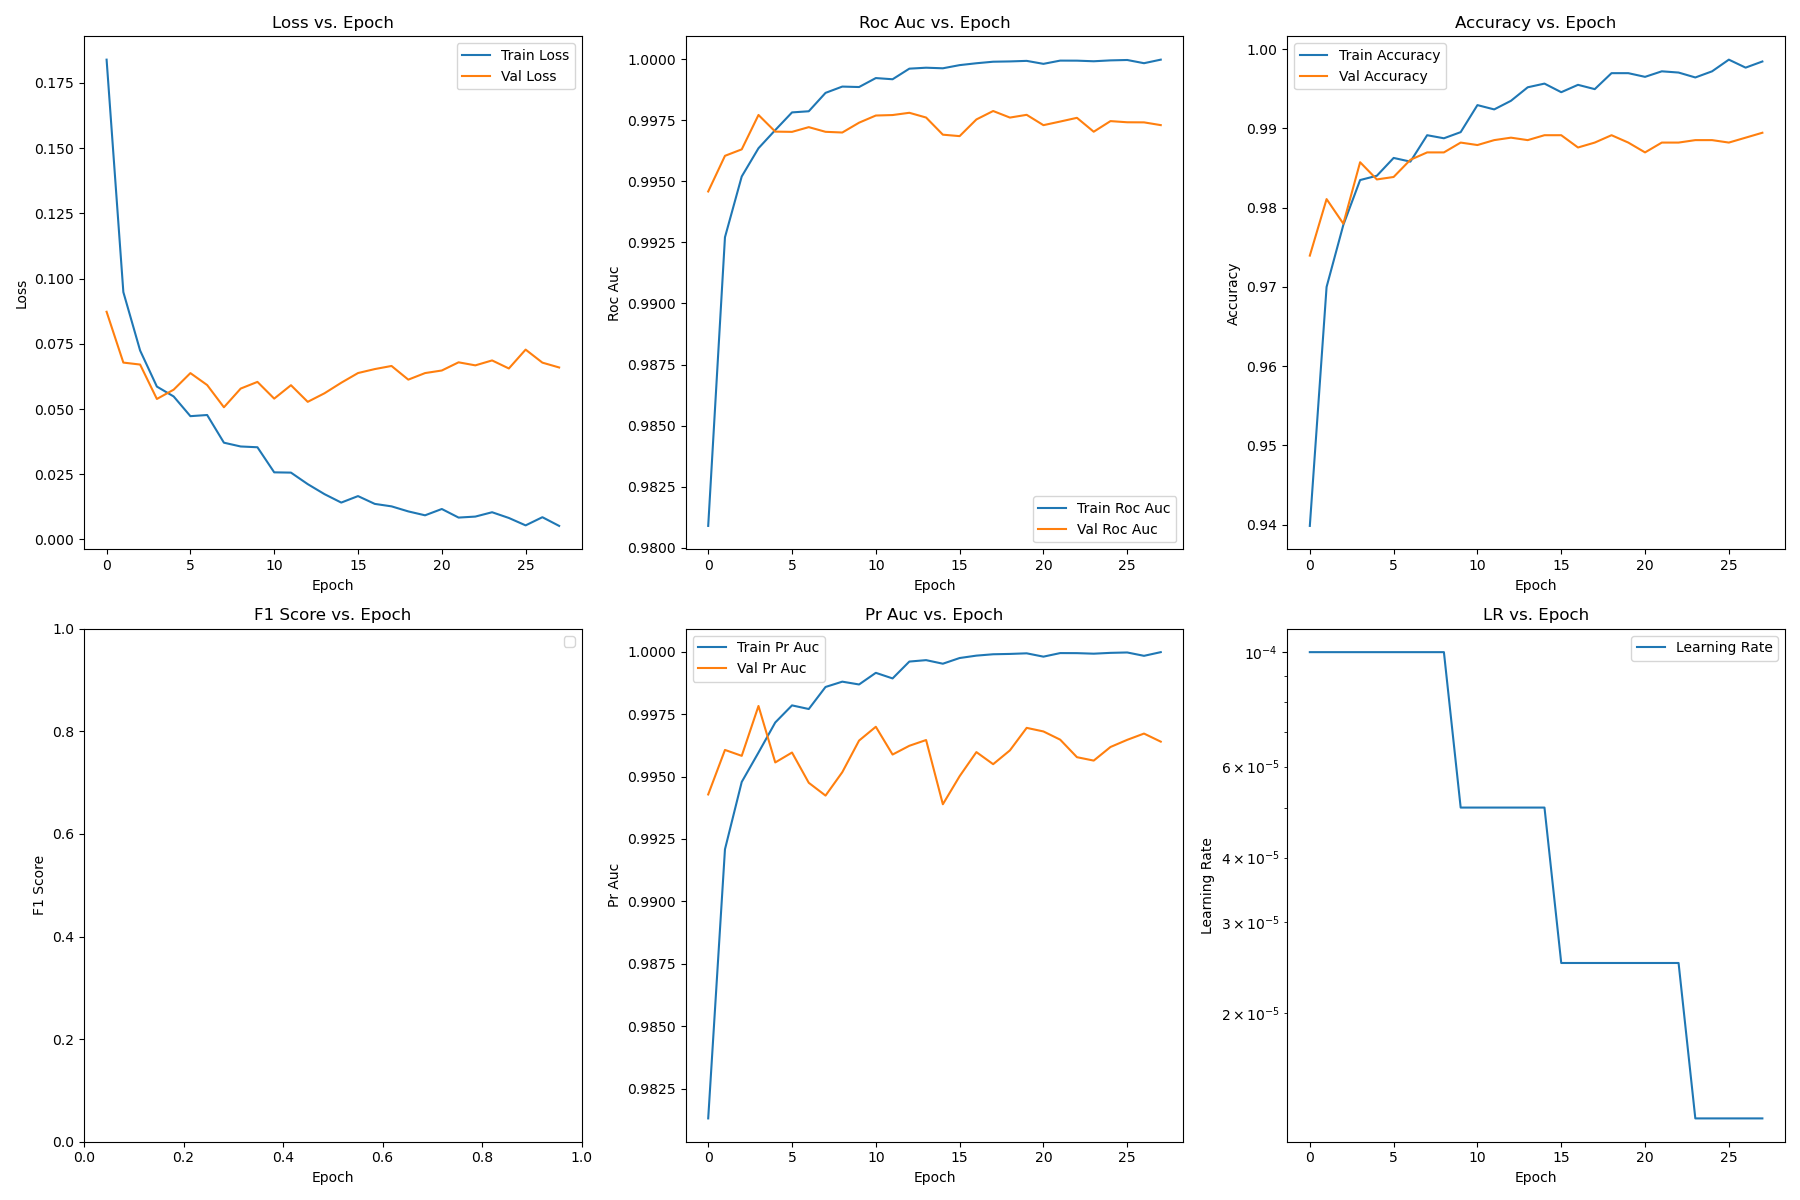 Loss vs. Epoch
Train Loss
Val Loss
0.175
0.150
0.125
0.100
0.075
0.050
0.025
0.000
Loss
0 5 10 15 20 25
Epoch
Roc Auc vs. Epoch
1.0000
0.9975
0.9950
0.9925
0.9900
0.9875
0.9850
0.9825
0.9800
Roc Auc
Train Roc Auc
Val Roc Auc
0 5 10 15 20 25
Epoch
Accuracy vs. Epoch
Train Accuracy
Val Accuracy
1.00
0.99
0.98
0.97
0.96
0.95
0.94
Accuracy
0 5 10 15 20 25
Epoch
F1 Score vs. Epoch
1.0
0.8
0.6
0.4
0.2
0.0
F1 Score
0.0 0.2 0.4 0.6 0.8 1.0
Epoch
Pr Auc vs. Epoch
Train Pr Auc
Val Pr Auc
1.0000
0.9975
0.9950
0.9925
0.9900
0.9875
0.9850
0.9825
Pr Auc
0 5 10 15 20 25
Epoch
LR vs. Epoch
Learning Rate
10⁻⁴
6 × 10⁻⁵
4 × 10⁻⁵
3 × 10⁻⁵
2 × 10⁻⁵
Learning Rate
0 5 10 15 20 25
Epoch